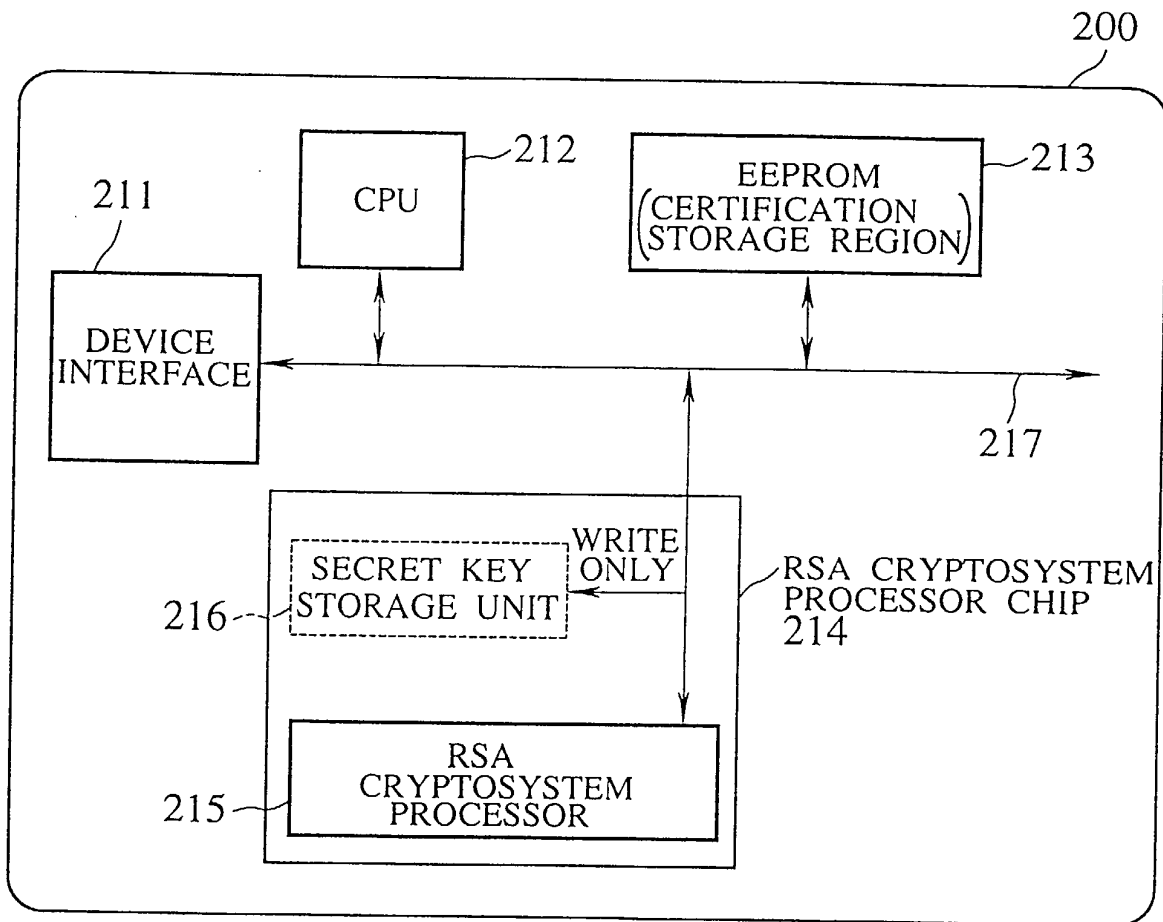 200
212
CPU
213
EEPROM
(CERTIFICATION
STORAGE REGION)
211
DEVICE
INTERFACE
217
WRITE
ONLY
SECRET KEY
STORAGE UNIT
216
RSA CRYPTOSYSTEM
PROCESSOR CHIP
214
RSA
CRYPTOSYSTEM
PROCESSOR
215